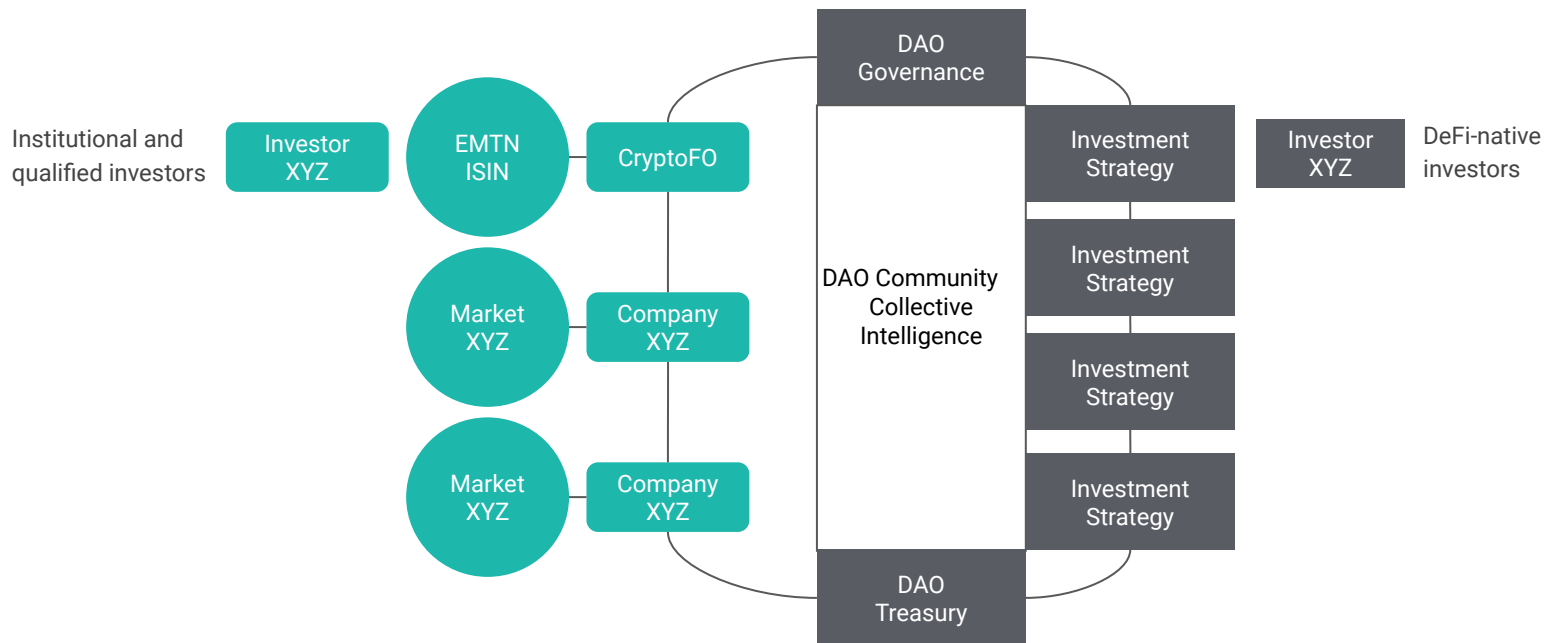 DAO
Governance
Institutional and
qualified investors
Investor
XYZ
EMTN
ISIN
CryptoFO
Investment
Strategy
Investor
XYZ
DeFi-native
investors
Market
XYZ
Company
XYZ
DAO Community
Collective
Intelligence
Investment
Strategy
Investment
Strategy
Market
XYZ
Company
XYZ
Investment
Strategy
DAO
Treasury